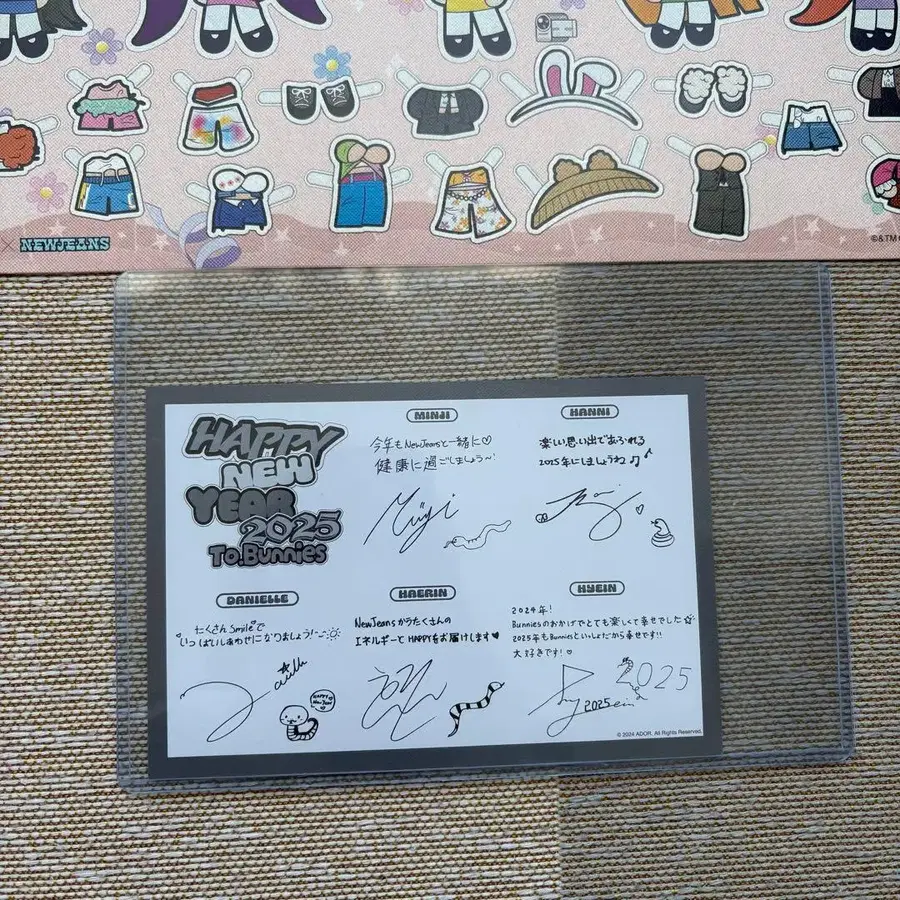 × NEWJEANS
©&TM
HAPPY
NEW
YEAR
2025
To.Bunnies
MINJI
今年もNewJeansと一緒に♡
健康に過ごしましょう~
Minji
HANNI
楽しい思い出であふれる
2025年にしましょうね♫♪
DANIELLE
たくさんSmileで
いっぱいしあわせになりましょう!
HAPPY
New Year
HAERIN
NewJeansからたくさんの
エネルギーとHAPPYをお届けします♥
HYEIN
2024年!
Bunniesのおかげでとても楽しくて幸せでした
2025年もBunniesといっしょだから幸せです!!
大好きです!♡
2025
2025
© 2024 ADOR. All Rights Reserved.